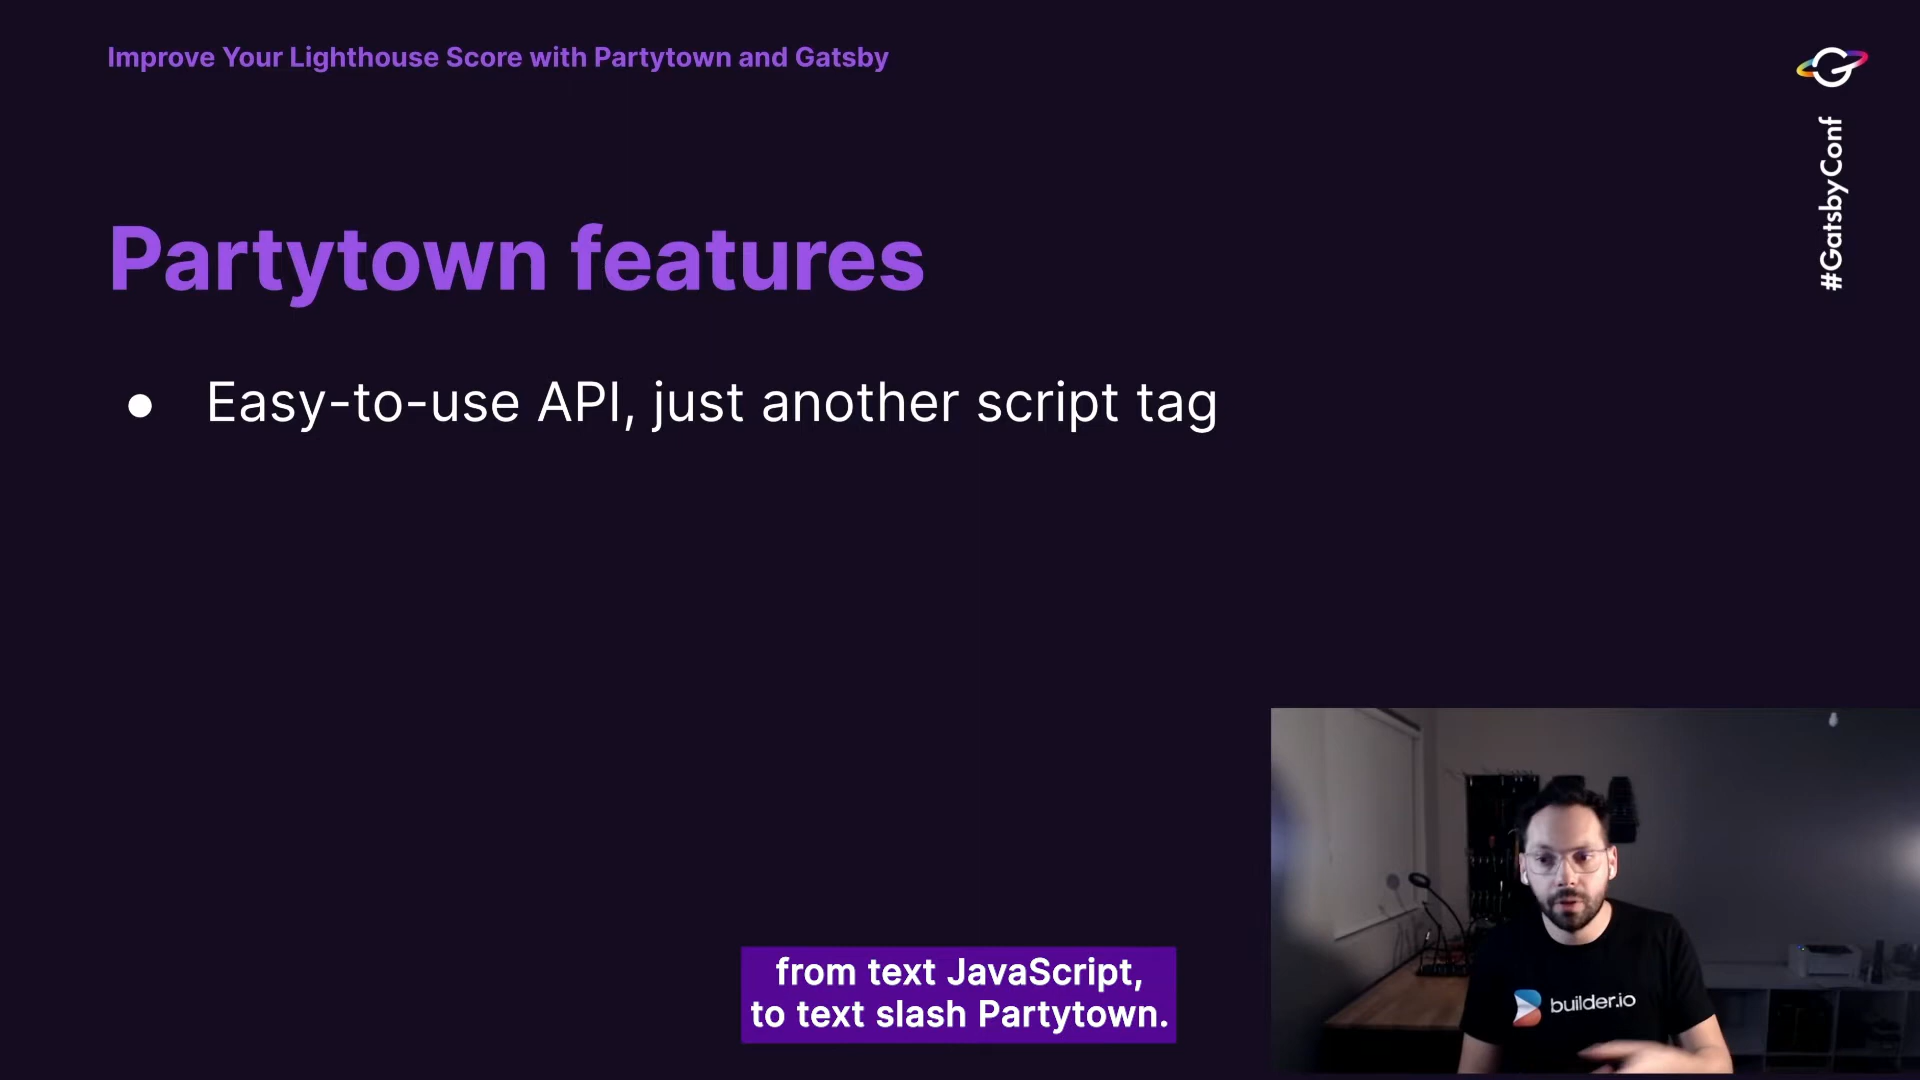 Improve Your Lighthouse Score with Partytown and Gatsby
#GatsbyConf
Partytown features
● Easy-to-use API, just another script tag
from text JavaScript,
to text slash Partytown.
builder.io